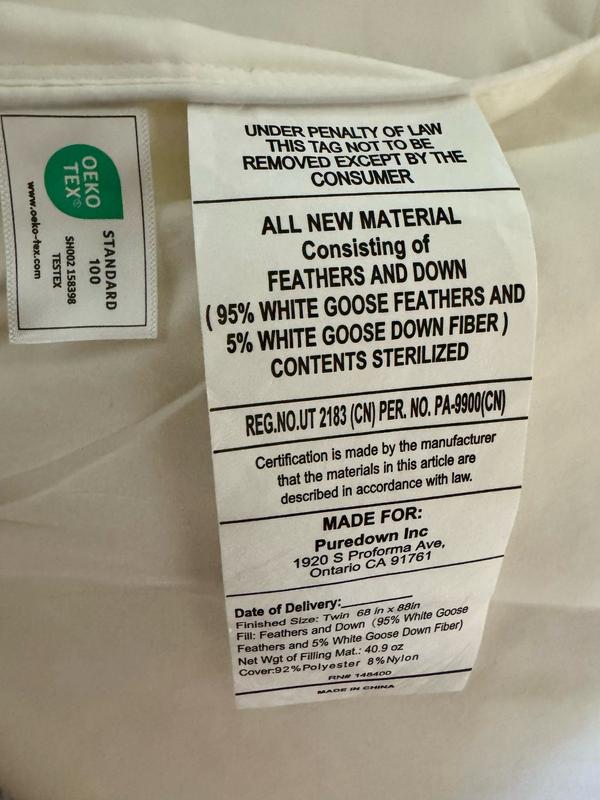 OEKO
TEX®
STANDARD
100
SH002 158398
TESTEX
www.oeko-tex.com
UNDER PENALTY OF LAW
THIS TAG NOT TO BE
REMOVED EXCEPT BY THE
CONSUMER
ALL NEW MATERIAL
Consisting of
FEATHERS AND DOWN
( 95% WHITE GOOSE FEATHERS AND
5% WHITE GOOSE DOWN FIBER )
CONTENTS STERILIZED
REG.NO.UT 2183 (CN) PER. NO. PA-9900(CN)
Certification is made by the manufacturer
that the materials in this article are
described in accordance with law.
MADE FOR:
Puredown Inc
1920 S Proforma Ave,
Ontario CA 91761
Date of Delivery:
Finished Size: Twin 68 in x 88in
Fill: Feathers and Down (95% White Goose
Feathers and 5% White Goose Down Fiber)
Net Wgt of Filling Mat.: 40.9 oz
Cover:92%Polyester 8%Nylon
RN# 148400
MADE IN CHINA